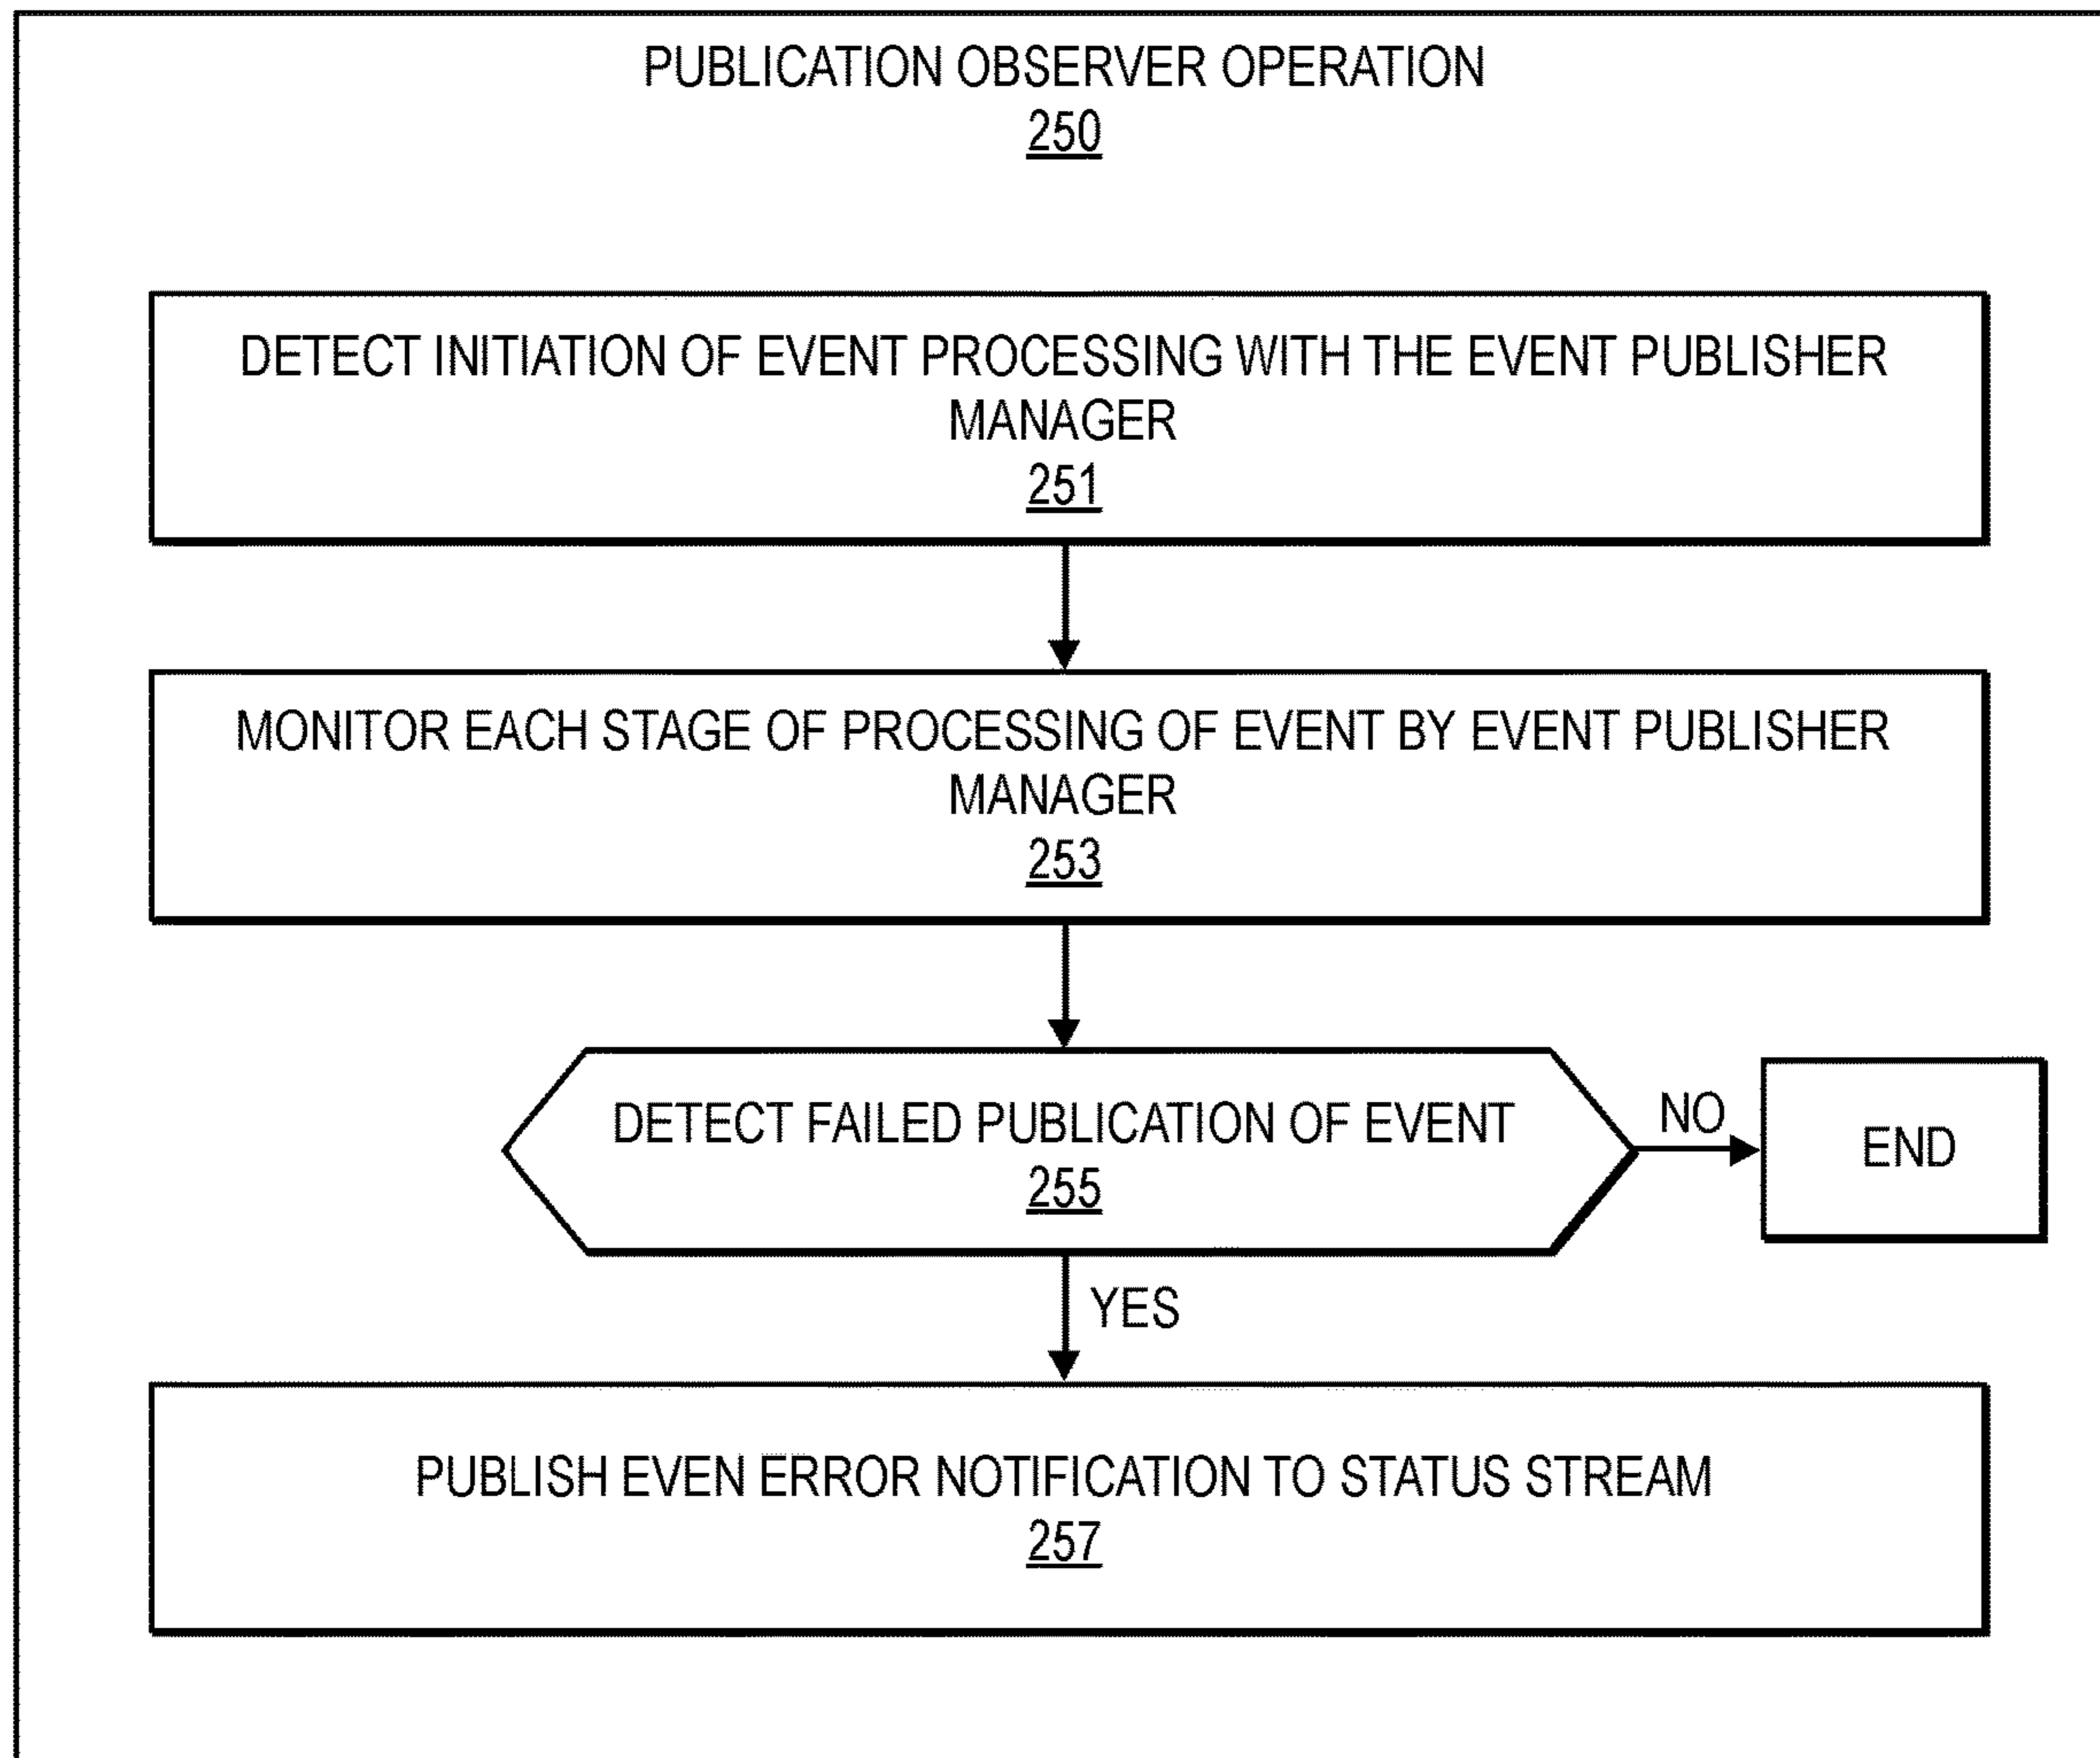 PUBLICATION OBSERVER OPERATION
250
DETECT INITIATION OF EVENT PROCESSING WITH THE EVENT PUBLISHER
MANAGER
251
MONITOR EACH STAGE OF PROCESSING OF EVENT BY EVENT PUBLISHER
MANAGER
253
DETECT FAILED PUBLICATION OF EVENT
255
NO
END
YES
PUBLISH EVEN ERROR NOTIFICATION TO STATUS STREAM
257